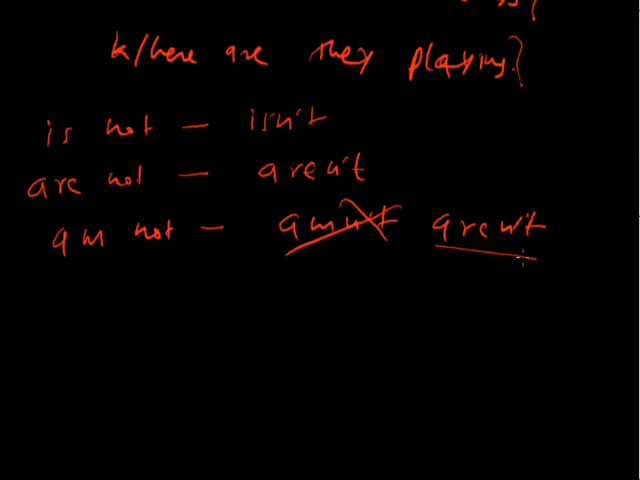 Where are they playing?
is not — isn't
are not — aren't
am not — amn't aren't